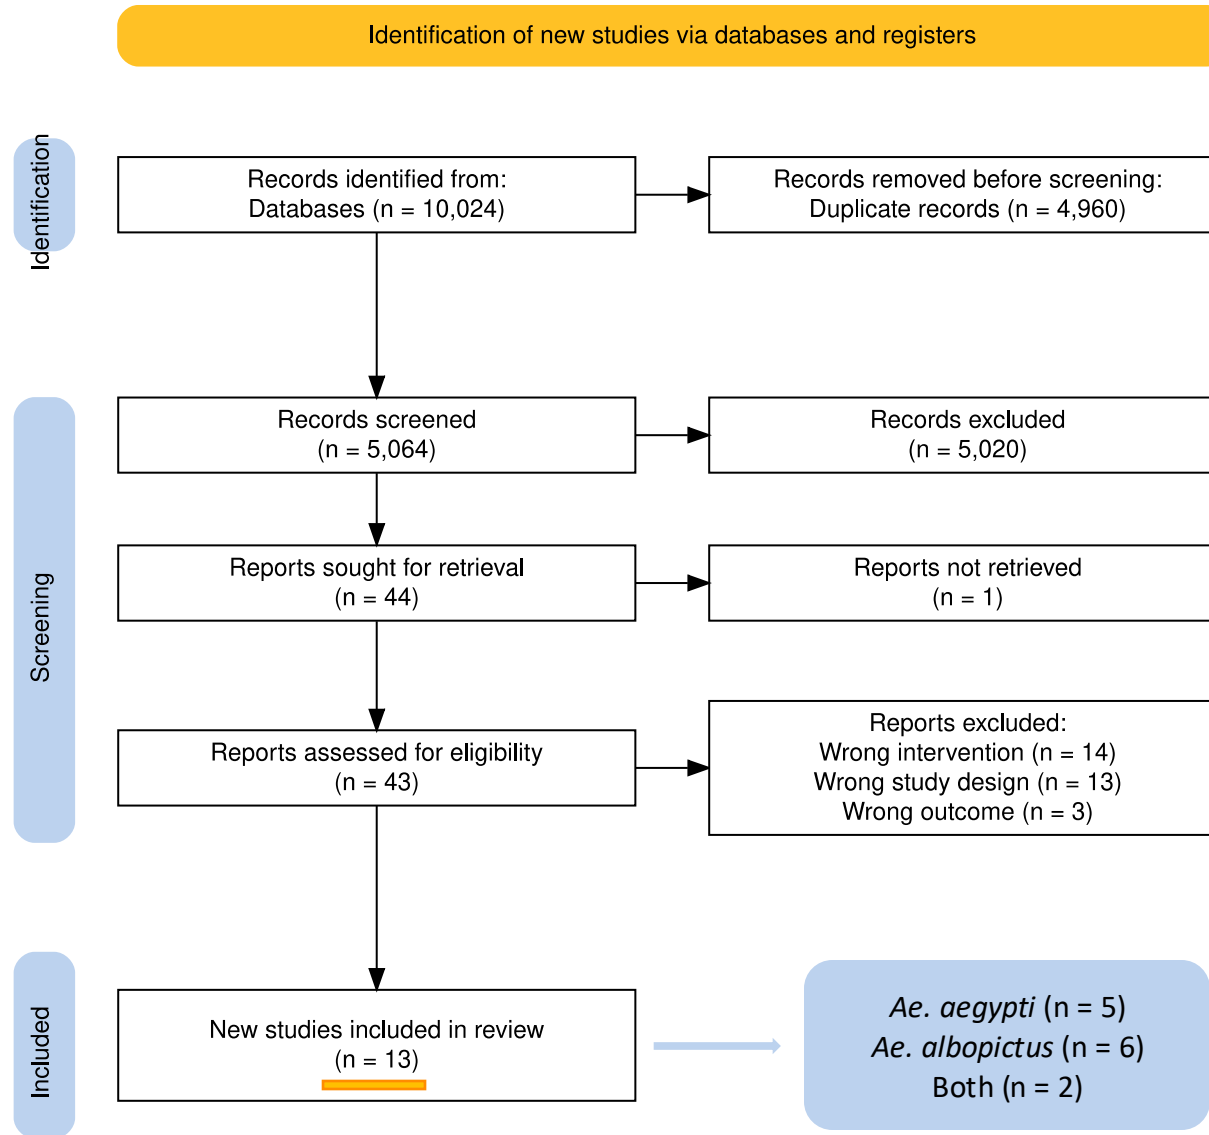 Identification of new studies via databases and registers
Identification
Records identified from:
Databases (n = 10,024)
Records removed before screening:
Duplicate records (n = 4,960)
Screening
Records screened
(n = 5,064)
Records excluded
(n = 5,020)
Reports sought for retrieval
(n = 44)
Reports not retrieved
(n = 1)
Reports assessed for eligibility
(n = 43)
Reports excluded:
Wrong intervention (n = 14)
Wrong study design (n = 13)
Wrong outcome (n = 3)
Included
New studies included in review
(n = 13)
Ae. aegypti (n = 5)
Ae. albopictus (n = 6)
Both (n = 2)